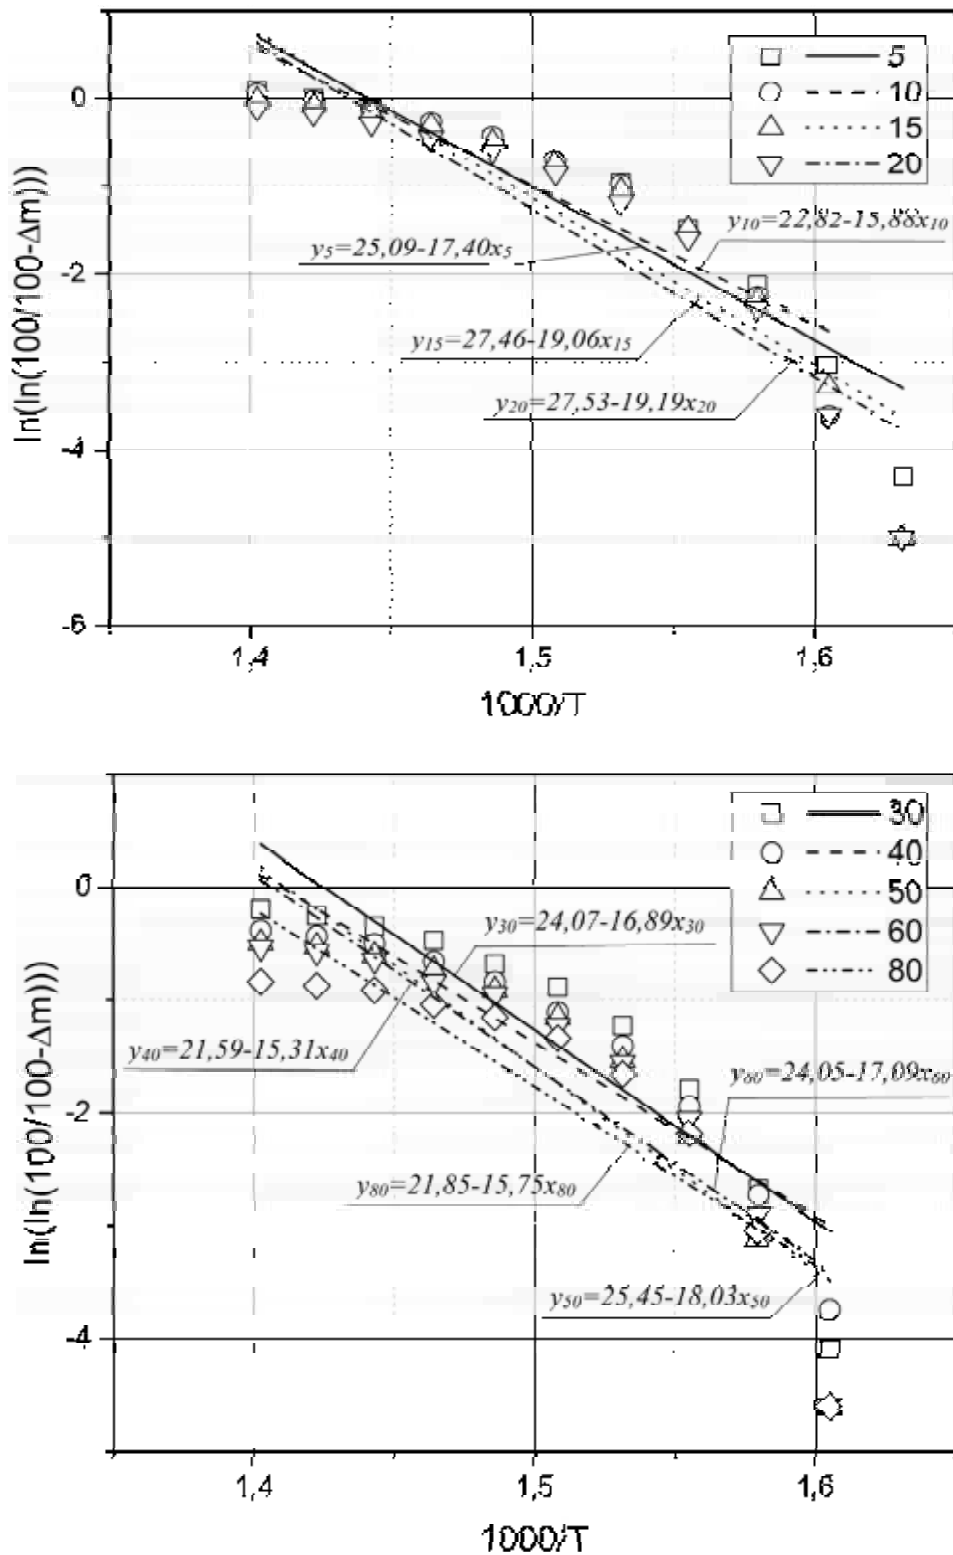 0
-2
-4
-6
ln(ln(100/100-Δm)))
5
10
15
20
y10=22,82-15,88x10
y5=25,09-17,40x5
y15=27,46-19,06x15
y20=27,53-19,19x20
1,4
1,5
1,6
1000/T
0
-2
-4
ln(ln(100/100-Δm)))
30
40
50
60
80
y30=24,07-16,89x30
y40=21,59-15,31x40
y60=24,05-17,09x60
y80=21,85-15,75x80
y50=25,45-18,03x50
1,4
1,5
1,6
1000/T